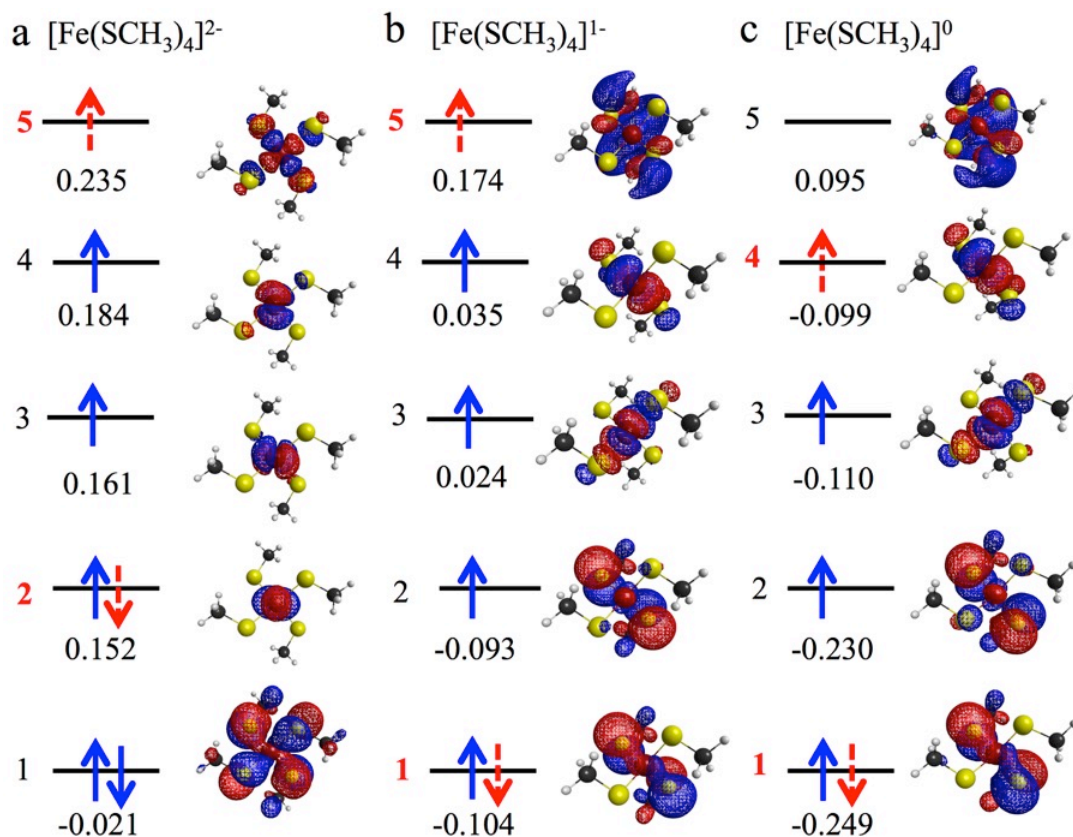 a [Fe(SCH₃)₄]²⁻ b [Fe(SCH₃)₄]¹⁻ c [Fe(SCH₃)₄]⁰
5 5 5
0.235 0.174 0.095
4 4 4
0.184 0.035 -0.099
3 3 3
0.161 0.024 -0.110
2 2 2
0.152 -0.093 -0.230
1 1 1
-0.021 -0.104 -0.249